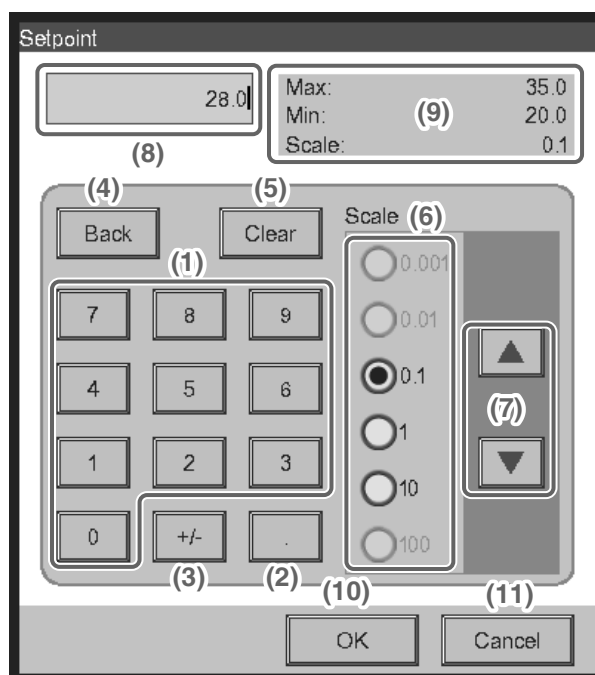 Setpoint
28.0
Max: 35.0
Min: (9) 20.0
Scale: 0.1
(8)
(4) (5)
Back Clear Scale (6)
(1)
0.001
7 8 9
0.01
4 5 6 0.1
(7)
1
1 2 3
10
0 +/- .
100
(3) (2) (10) (11)
OK Cancel